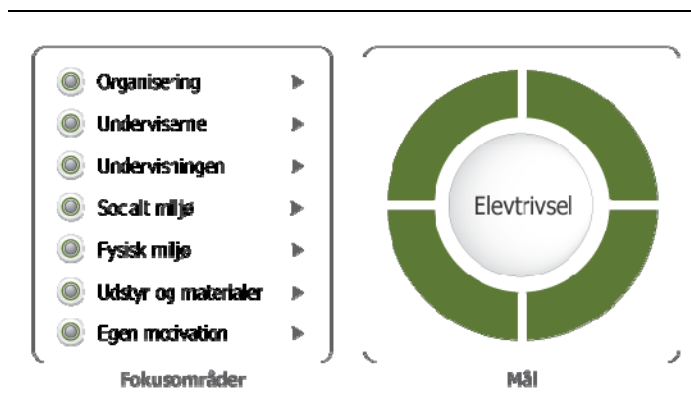 Organisering
Underviserne
Undervisningen
Socialt miljø
Fysisk miljø
Udstyr og materialer
Egen motivation
Fokusområder
Elevtrivsel
Mål